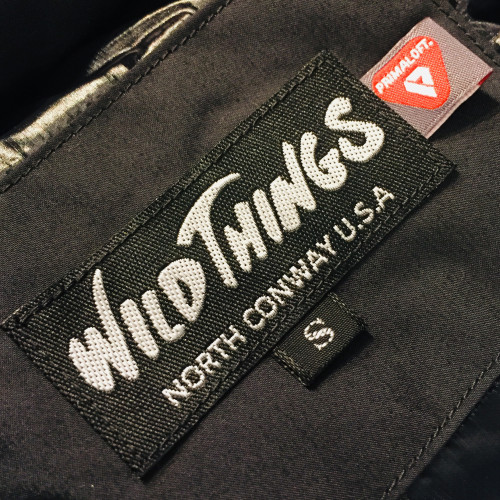 PRIMALOFT.
WILD THINGS
NORTH CONWAY U.S.A
S